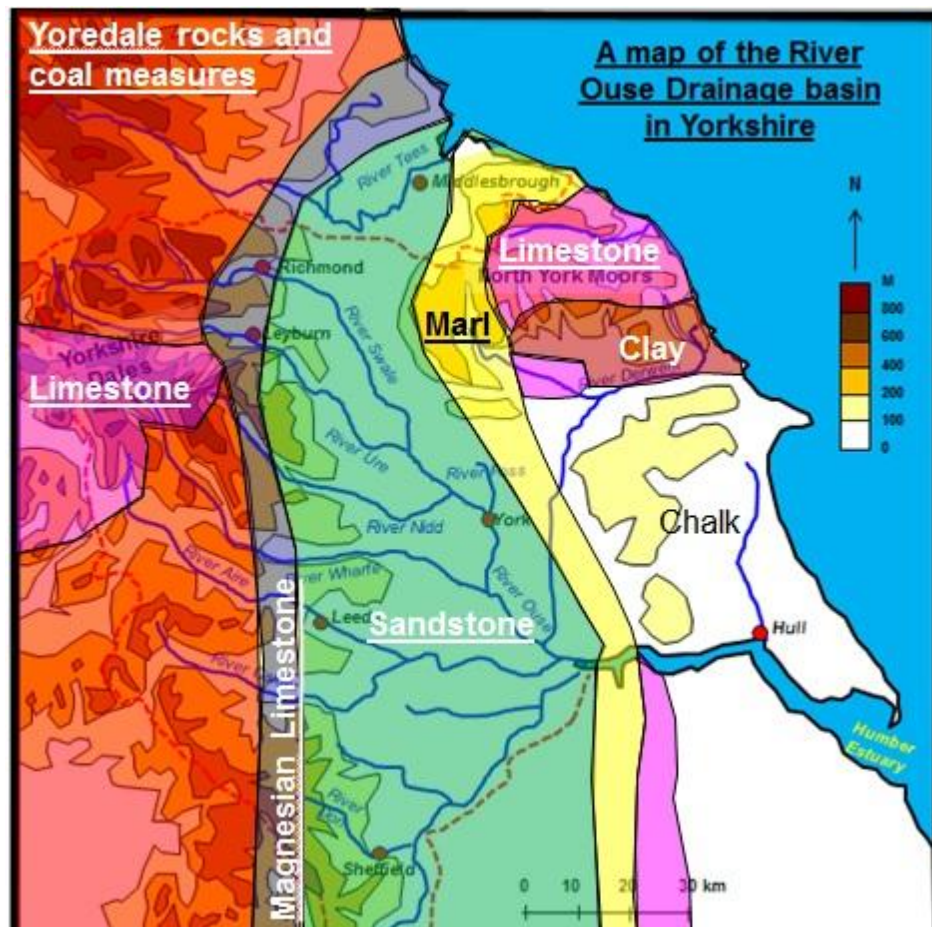 Yoredale rocks and
coal measures
A map of the River
Ouse Drainage basin
in Yorkshire
N
M
800
600
400
200
100
0
River Tees
Middlesbrough
Limestone
North York Moors
Richmond
Marl
Leyburn
River Swale
Clay
Yorkshire
Dales
Limestone
River Derwent
River Ure
River Foss
York
Chalk
River Nidd
River Aire
River Wharfe
River Ouse
Leeds
Sandstone
Hull
River
Magnesian Limestone
Humber
Estuary
River
Sheffield
0 10 20 30 km